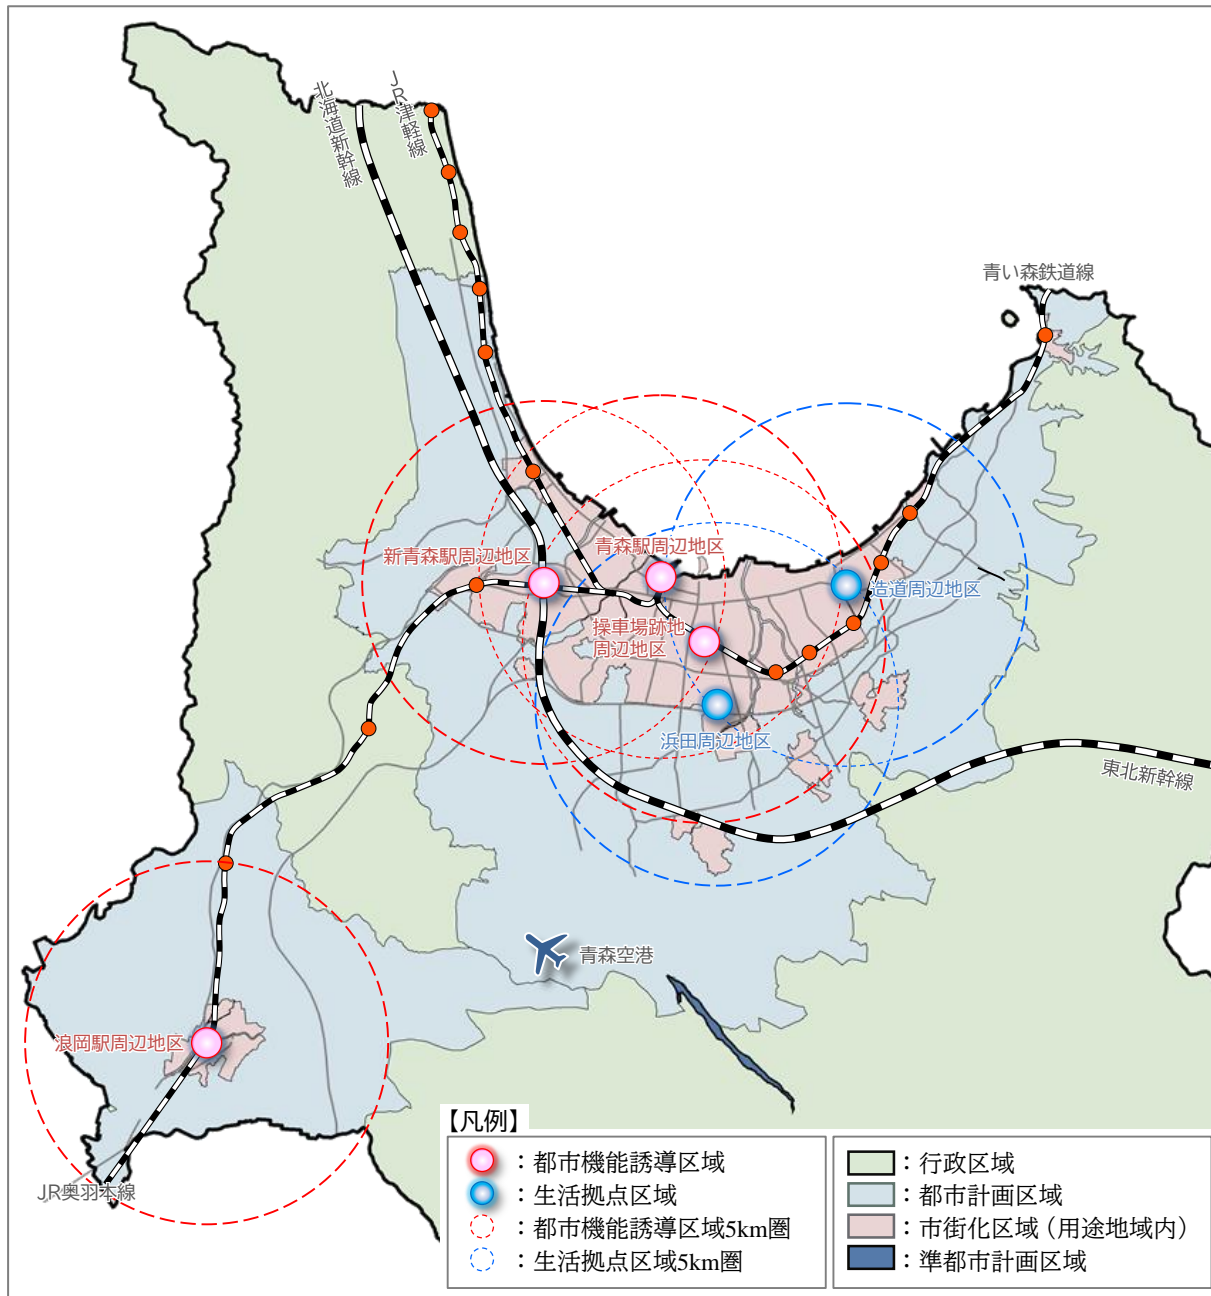 北海道新幹線
JR津軽線
青い森鉄道線
新青森駅周辺地区
青森駅周辺地区
造道周辺地区
操車場跡地
周辺地区
浜田周辺地区
東北新幹線
青森空港
浪岡駅周辺地区
JR奥羽本線
【凡例】
：都市機能誘導区域
：生活拠点区域
：都市機能誘導区域5km圏
：生活拠点区域5km圏
：行政区域
：都市計画区域
：市街化区域（用途地域内）
：準都市計画区域